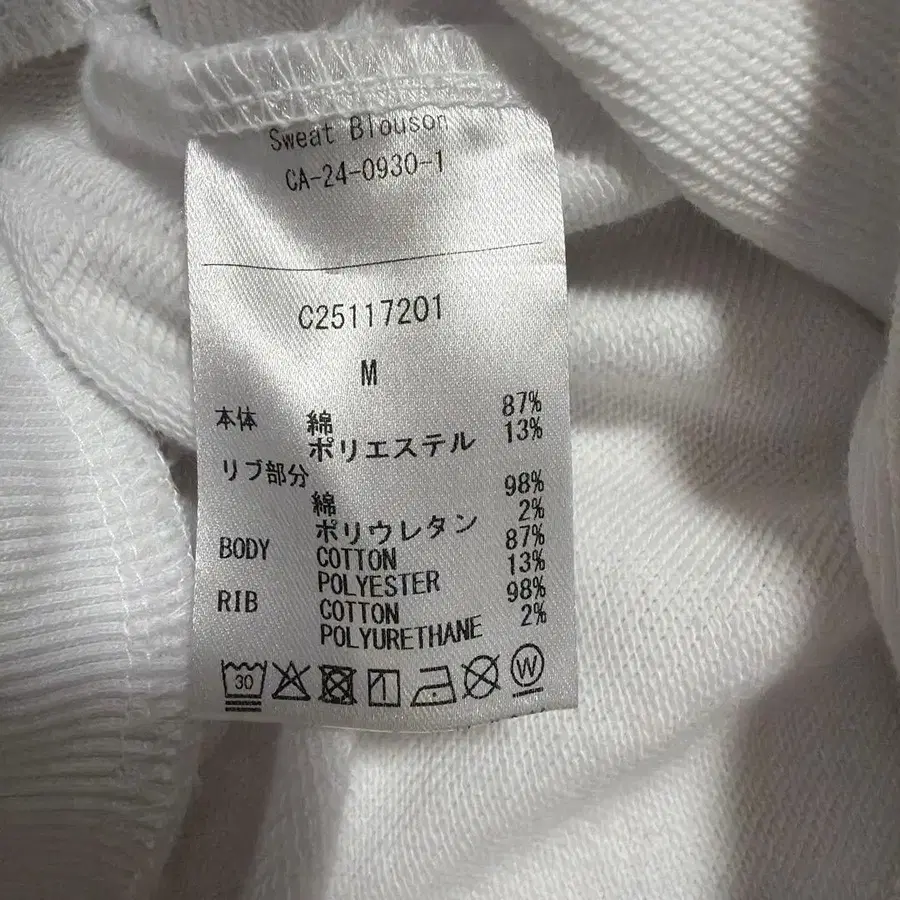 Sweat Blouson
CA-24-0930-1
C25117201
M
本体 綿 87%
ポリエステル 13%
リブ部分
綿 98%
ポリウレタン 2%
BODY COTTON 87%
POLYESTER 13%
RIB COTTON 98%
POLYURETHANE 2%
30 W